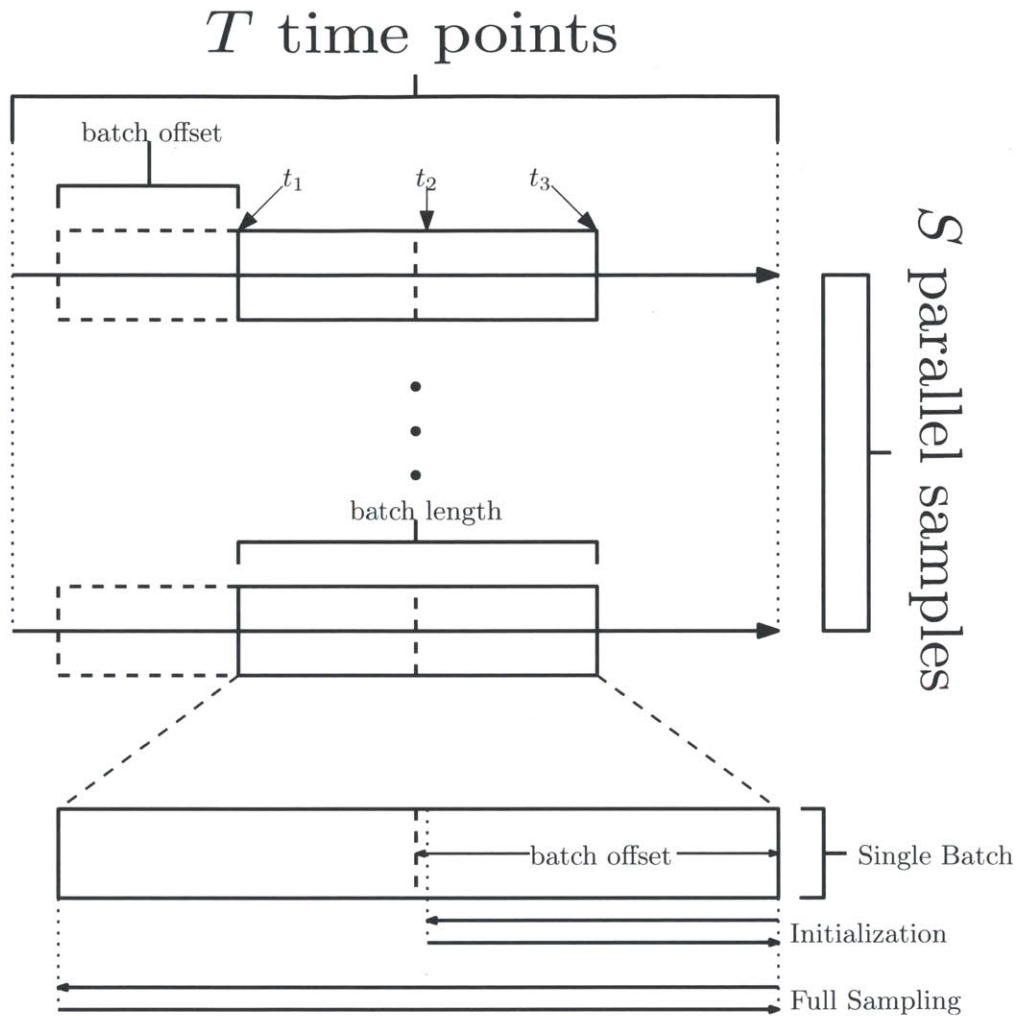 T time points
batch offset
t₁
t₂
t₃
S parallel samples
batch length
batch offset
Single Batch
Initialization
Full Sampling